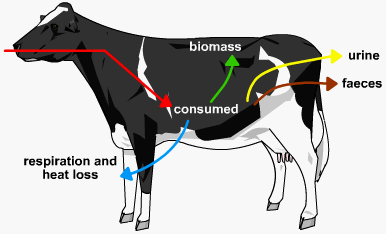 biomass
urine
faeces
consumed
respiration and
heat loss